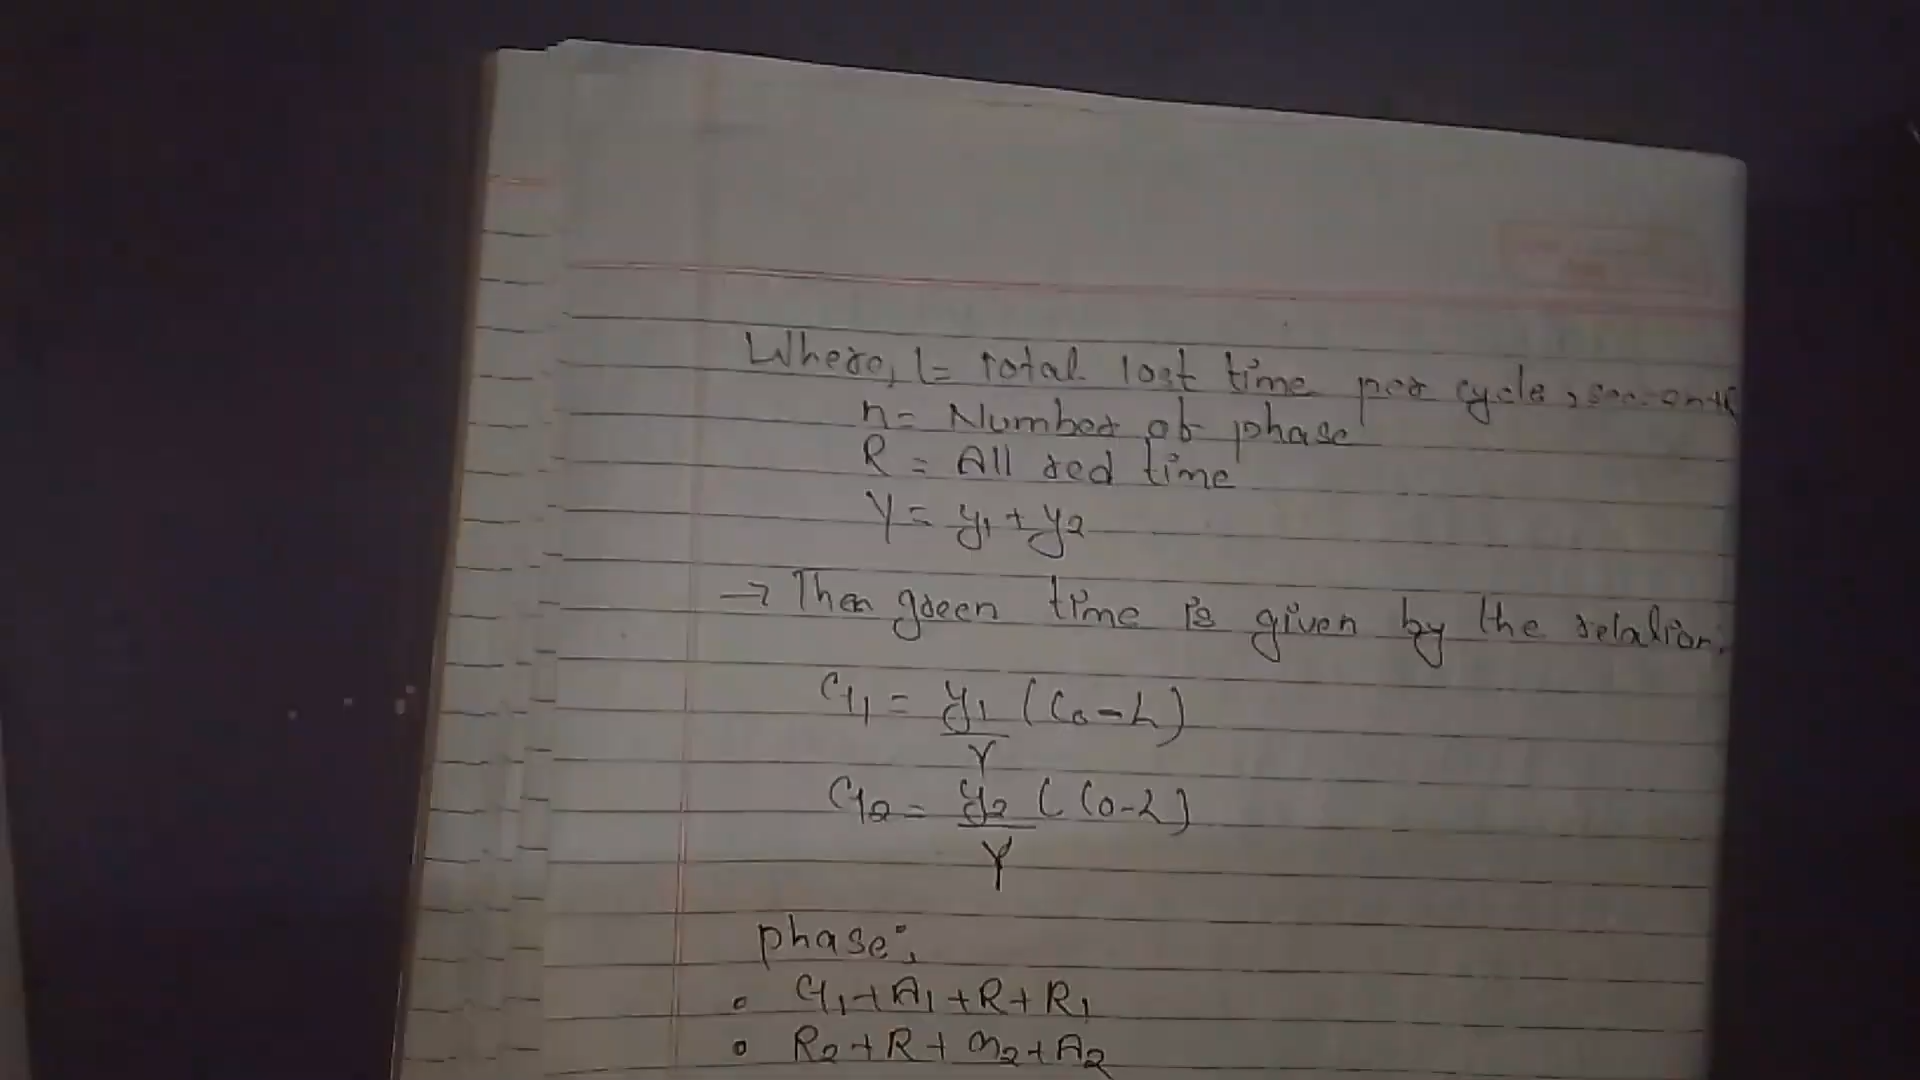 Where, L= Total lost time per cycle, seconds
n= Number of phase
R = All red time
Y = y1 + y2
→ Then green time is given by the relation:
G1 = y1/Y (C0-L)
G2 = y2/Y (C0-L)
phase:
• G1+A1+R+R1
• R2+R+G2+A2